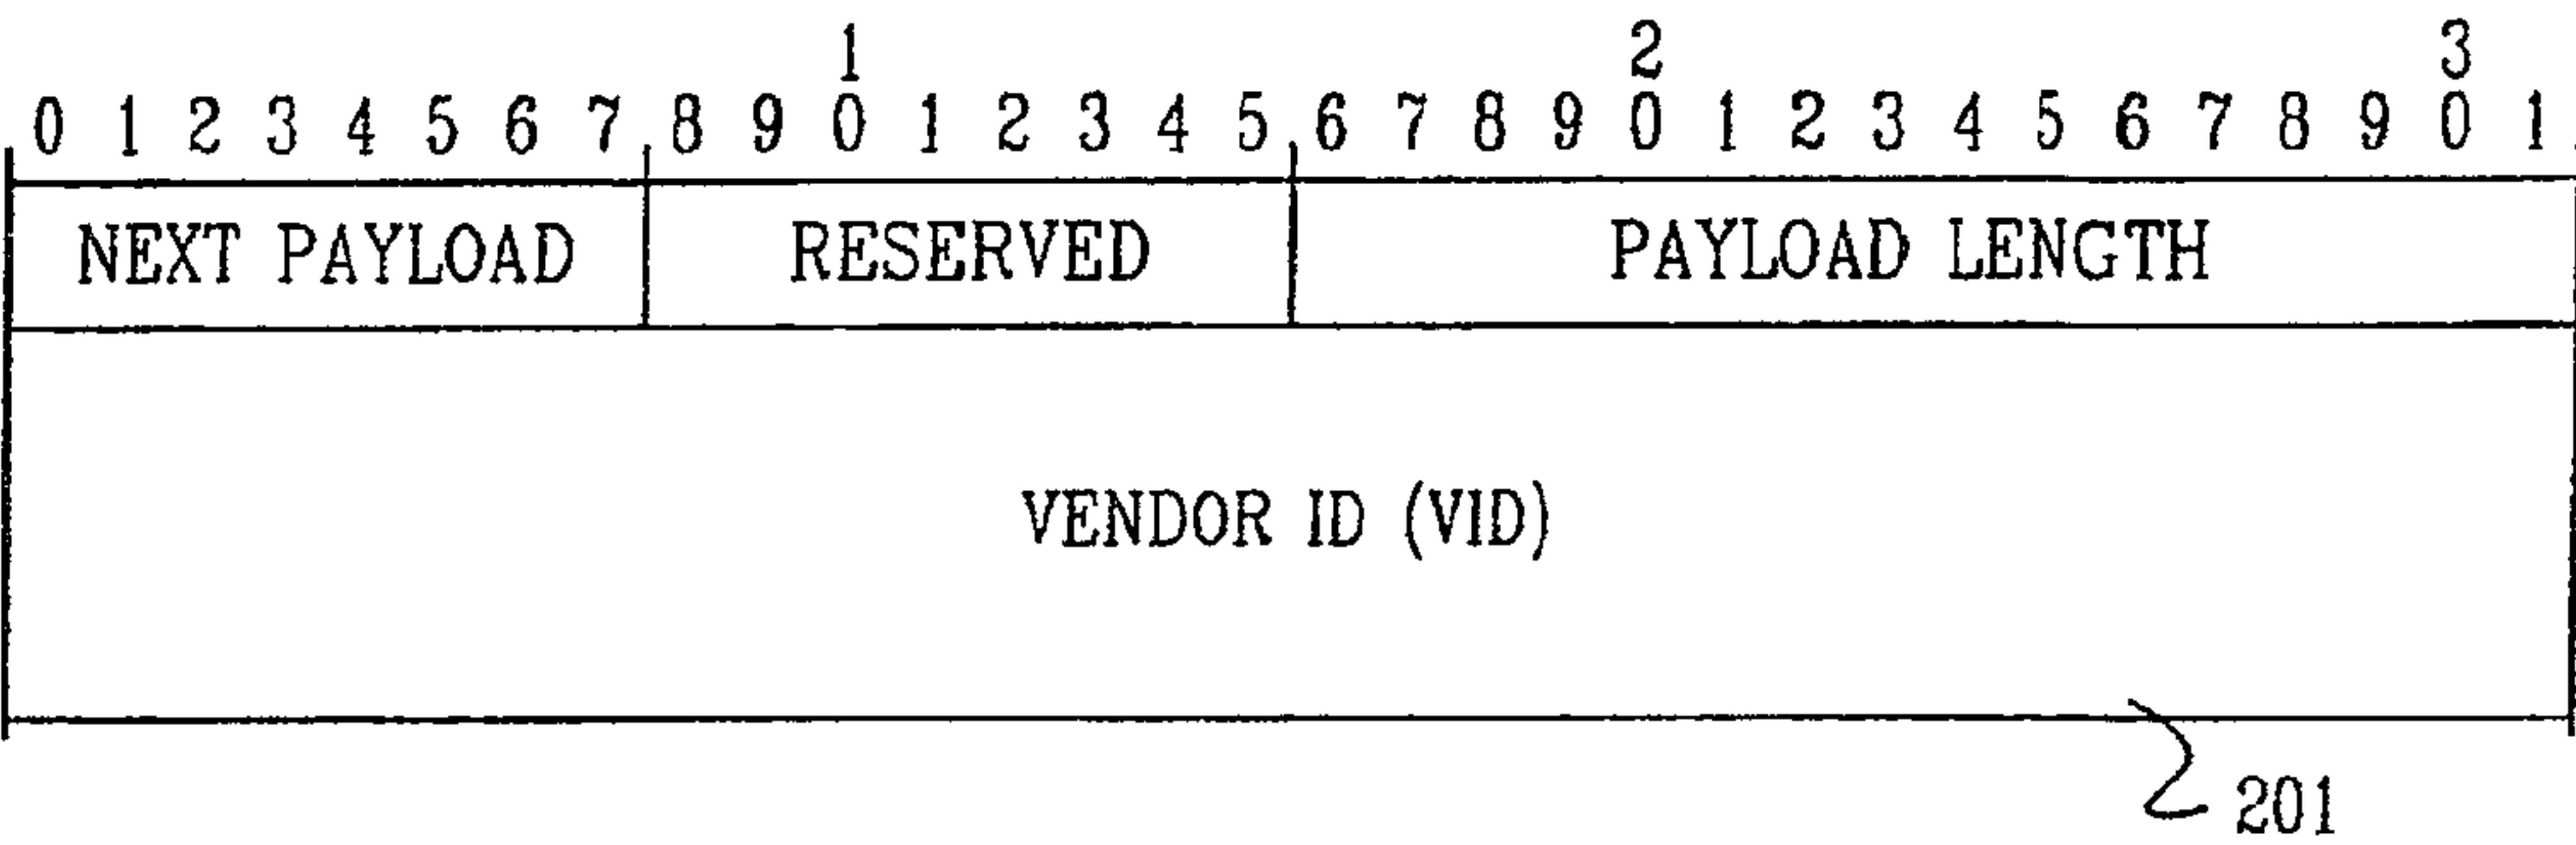 1 2 3
0 1 2 3 4 5 6 7 8 9 0 1 2 3 4 5 6 7 8 9 0 1 2 3 4 5 6 7 8 9 0 1
NEXT PAYLOAD RESERVED PAYLOAD LENGTH
VENDOR ID (VID)
201